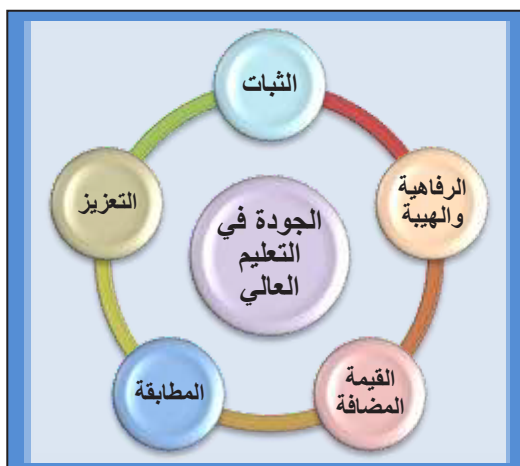 الثبات
الرفاهية
والهيبة
القيمة
المضافة
المطابقة
التعزيز
الجودة في
التعليم
العالي